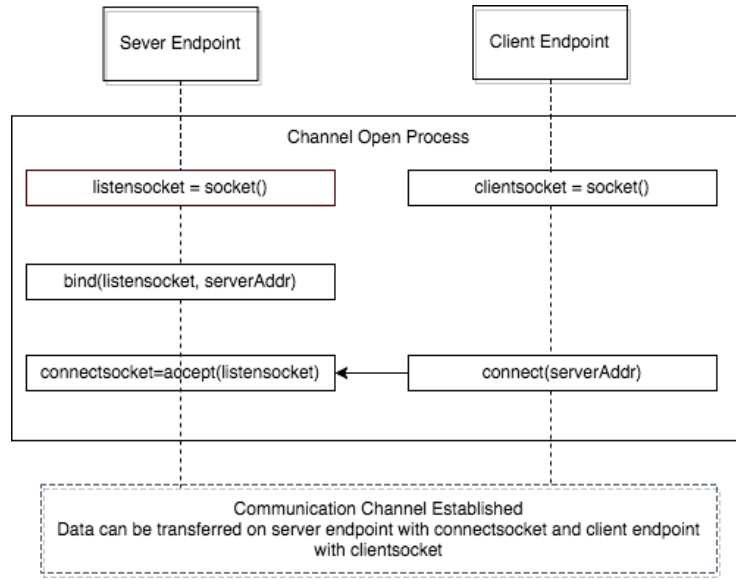 Sever Endpoint
Client Endpoint
Channel Open Process
listensocket = socket()
clientsocket = socket()
bind(listensocket, serverAddr)
connectsocket=accept(listensocket)
connect(serverAddr)
Communication Channel Established
Data can be transferred on server endpoint with connectsocket and client endpoint
with clientsocket